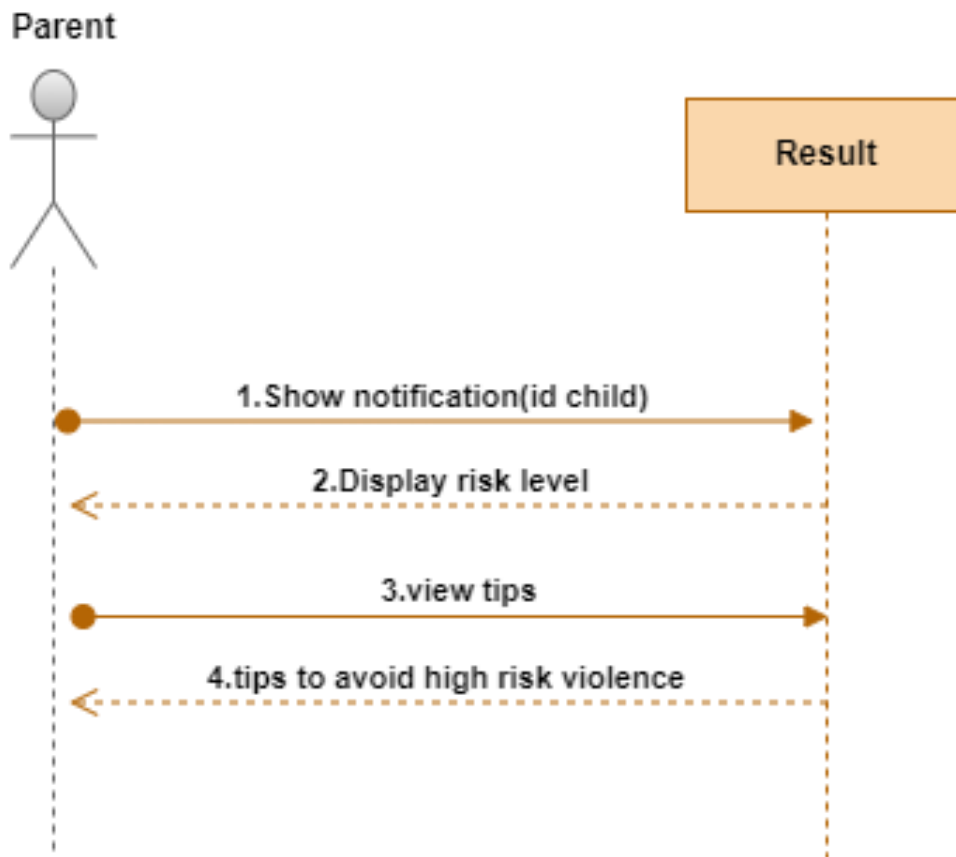 Parent
Result
1.Show notification(id child)
2.Display risk level
3.view tips
4.tips to avoid high risk violence